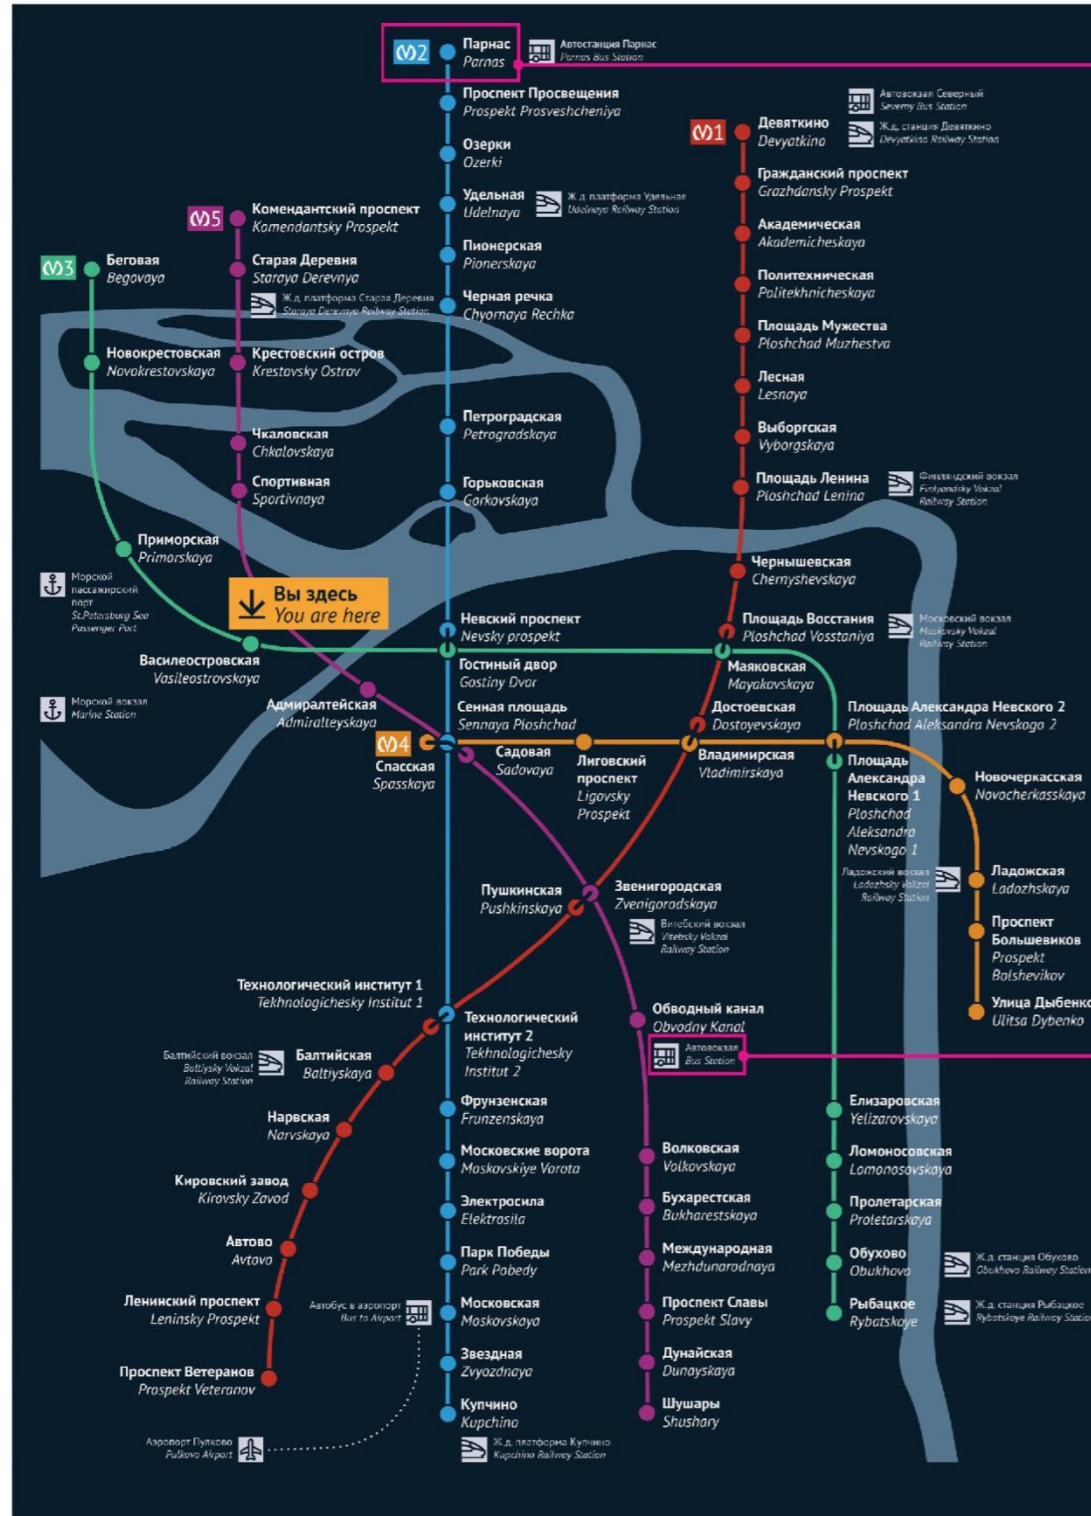 М2
Парнас
Parnas
Автостанция Парнас
Parnas Bus Station
Проспект Просвещения
Prospekt Prosveshcheniya
Озерки
Ozerki
Удельная
Udelnaya
Ж.д. платформа Удельная
Udelnaya Railway Station
Пионерская
Pionerskaya
Черная речка
Chyornaya Rechka
Петроградская
Petrogradskaya
Горьковская
Gorkovskaya
М1
Девяткино
Devyatkino
Автовокзал Северный
Severny Bus Station
Ж.д. станция Девяткино
Devyatkino Railway Station
Гражданский проспект
Grazhdansky Prospekt
Академическая
Akademicheskaya
Политехническая
Politekhnicheskaya
Площадь Мужества
Ploshchad Muzhestva
Лесная
Lesnaya
Выборгская
Vyborgskaya
Площадь Ленина
Ploshchad Lenina
Финляндский вокзал
Finlyandsky Vokzal
Railway Station
Чернышевская
Chernyshevskaya
Площадь Восстания
Ploshchad Vosstaniya
Московский вокзал
Moskovsky Vokzal
Railway Station
М5
Комендантский проспект
Komendantsky Prospekt
Старая Деревня
Staraya Derevnya
Ж.д. платформа Старая Деревня
Staraya Derevnya Railway Station
Крестовский остров
Krestovsky Ostrov
Чкаловская
Chkalovskaya
Спортивная
Sportivnaya
М3
Беговая
Begovaya
Новокрестовская
Novokrestovskaya
Приморская
Primorskaya
Морской
пассажирский
порт
St.Petersburg Sea
Passenger Port
Вы здесь
You are here
Василеостровская
Vasileostrovskaya
Морской вокзал
Marine Station
Невский проспект
Nevsky prospekt
Гостиный двор
Gostiny Dvor
Маяковская
Mayakovskaya
Адмиралтейская
Admiralteyskaya
Сенная площадь
Sennaya Ploshchad
Достоевская
Dostoyevskaya
Площадь Александра Невского 2
Ploshchad Aleksandra Nevskogo 2
М4
Спасская
Spasskaya
Садовая
Sadovaya
Лиговский
проспект
Ligovsky
Prospekt
Владимирская
Vladimirskaya
Площадь
Александра
Невского 1
Ploshchad
Aleksandra
Nevskogo 1
Новочеркасская
Novocherkasskaya
Ладожский вокзал
Ladozhsky Vokzal
Railway Station
Ладожская
Ladozhskaya
Проспект
Большевиков
Prospekt
Bolshevikov
Улица Дыбенко
Ulitsa Dybenko
Пушкинская
Pushkinskaya
Звенигородская
Zvenigorodskaya
Витебский вокзал
Vitebsky Vokzal
Railway Station
Технологический институт 1
Tekhnologichesky Institut 1
Технологический
институт 2
Tekhnologichesky
Institut 2
Обводный канал
Obvodny Kanal
Автовокзал
Bus Station
Балтийский вокзал
Baltiysky Vokzal
Railway Station
Балтийская
Baltiyskaya
Нарвская
Narvskaya
Кировский завод
Kirovsky Zavod
Автово
Avtovo
Ленинский проспект
Leninsky Prospekt
Проспект Ветеранов
Prospekt Veteranov
Фрунзенская
Frunzenskaya
Московские ворота
Moskovskiye Vorota
Электросила
Elektrosila
Парк Победы
Park Pobedy
Автобус в аэропорт
Bus to Airport
Московская
Moskovskaya
Звездная
Zvyozdnaya
Купчино
Kupchino
Аэропорт Пулково
Pulkovo Airport
Ж.д. платформа Купчино
Kupchino Railway Station
Волковская
Volkovskaya
Бухарестская
Bukharestskaya
Международная
Mezhdunarodnaya
Проспект Славы
Prospekt Slavy
Дунайская
Dunayskaya
Шушары
Shushary
Елизаровская
Yelizarovskaya
Ломоносовская
Lomonosovskaya
Пролетарская
Proletarskaya
Обухово
Obukhovo
Ж.д. станция Обухово
Obukhovo Railway Station
Рыбацкое
Rybatskoye
Ж.д. станция Рыбацкое
Rybatskoye Railway Station